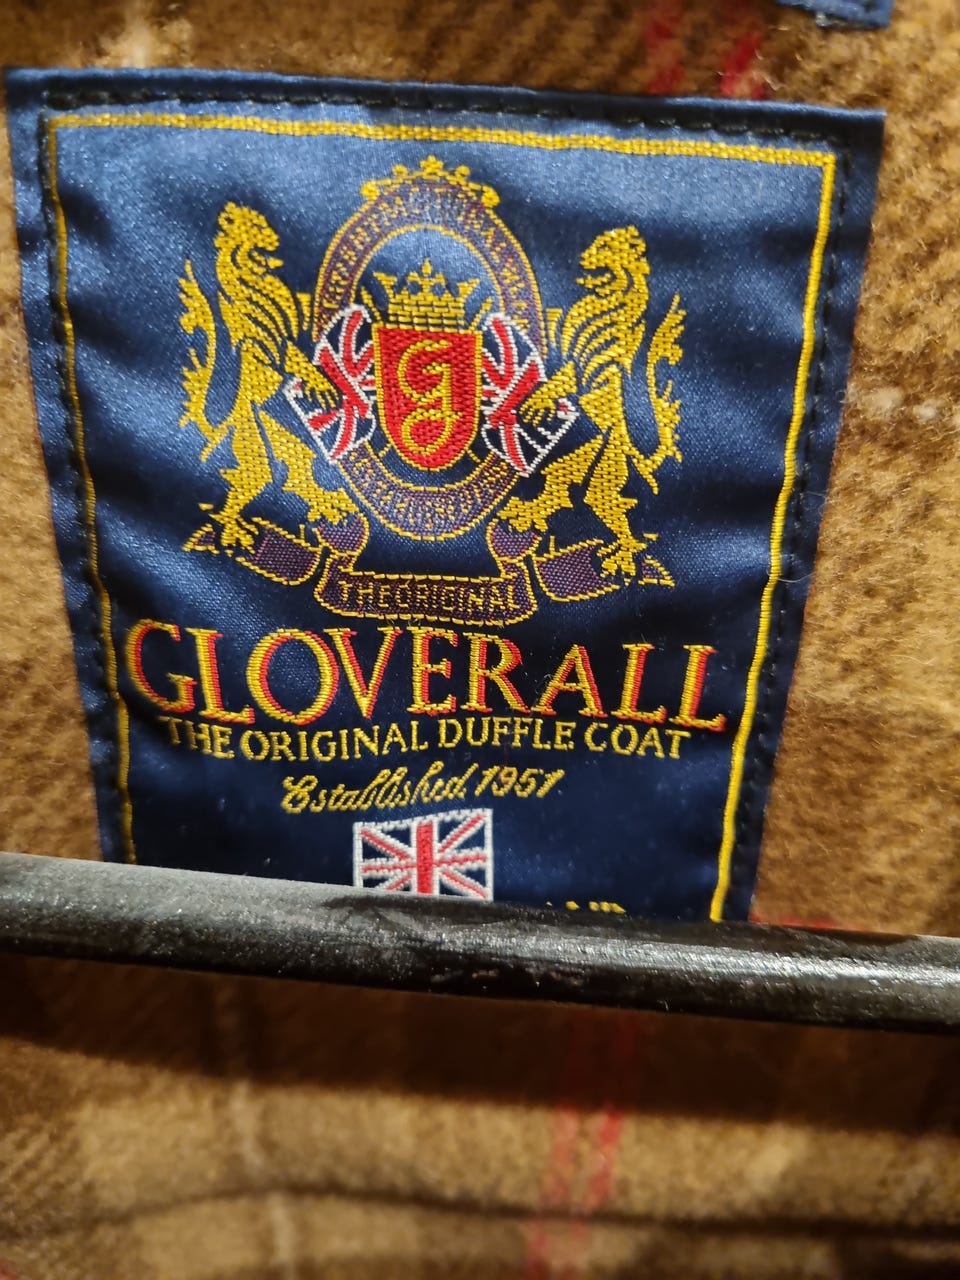 G
THE ORIGINAL
GLOVERALL
THE ORIGINAL DUFFLE COAT
Established 1951